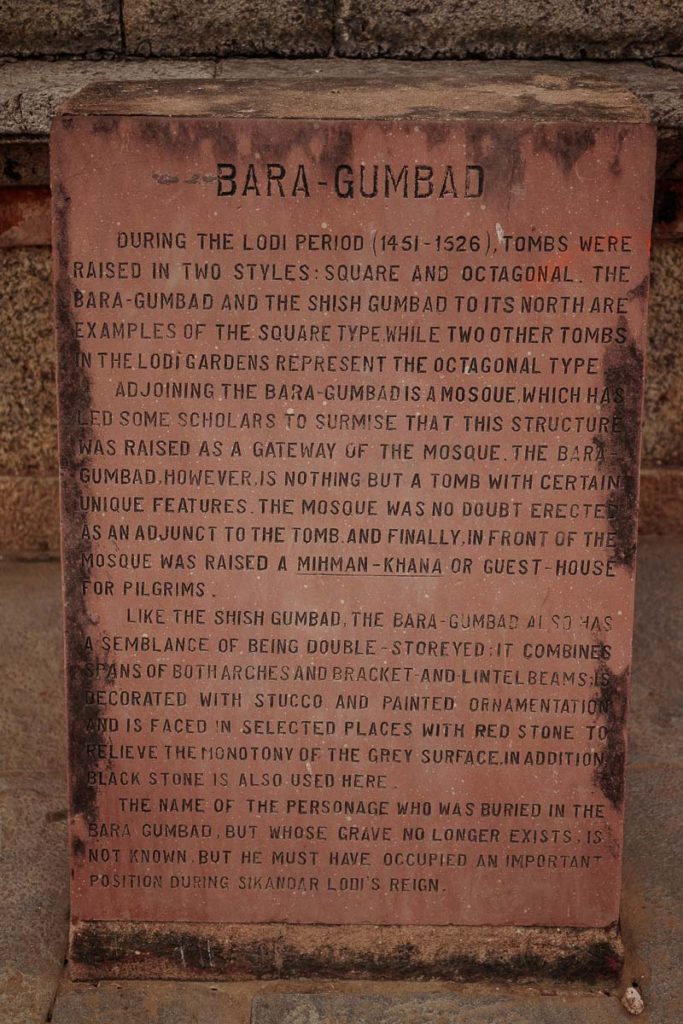 BARA-GUMBAD
DURING THE LODI PERIOD (1451-1526), TOMBS WERE
RAISED IN TWO STYLES: SQUARE AND OCTAGONAL. THE
BARA-GUMBAD AND THE SHISH GUMBAD TO ITS NORTH ARE
EXAMPLES OF THE SQUARE TYPE, WHILE TWO OTHER TOMBS
IN THE LODI GARDENS REPRESENT THE OCTAGONAL TYPE
ADJOINING THE BARA-GUMBAD IS A MOSQUE, WHICH HAS
LED SOME SCHOLARS TO SURMISE THAT THIS STRUCTURE
WAS RAISED AS A GATEWAY OF THE MOSQUE. THE BARA-
GUMBAD, HOWEVER, IS NOTHING BUT A TOMB WITH CERTAIN
UNIQUE FEATURES. THE MOSQUE WAS NO DOUBT ERECTED
AS AN ADJUNCT TO THE TOMB. AND FINALLY, IN FRONT OF THE
MOSQUE WAS RAISED A MIHMAN-KHANA OR GUEST-HOUSE
FOR PILGRIMS.
LIKE THE SHISH GUMBAD, THE BARA-GUMBAD ALSO HAS
A SEMBLANCE OF BEING DOUBLE-STOREYED; IT COMBINES
SPANS OF BOTH ARCHES AND BRACKET-AND-LINTEL BEAMS; IS
DECORATED WITH STUCCO AND PAINTED ORNAMENTATION
AND IS FACED IN SELECTED PLACES WITH RED STONE TO
RELIEVE THE MONOTONY OF THE GREY SURFACE. IN ADDITION
BLACK STONE IS ALSO USED HERE.
THE NAME OF THE PERSONAGE WHO WAS BURIED IN THE
BARA GUMBAD, BUT WHOSE GRAVE NO LONGER EXISTS, IS
NOT KNOWN, BUT HE MUST HAVE OCCUPIED AN IMPORTANT
POSITION DURING SIKANDAR LODI'S REIGN.